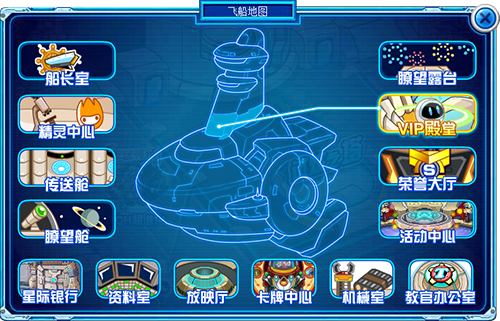 飞船地图
船长室
瞭望露台
精灵中心
VIP殿堂
传送舱
荣誉大厅
S
瞭望舱
活动中心
星际银行
资料室
放映厅
卡牌中心
机械室
教官办公室